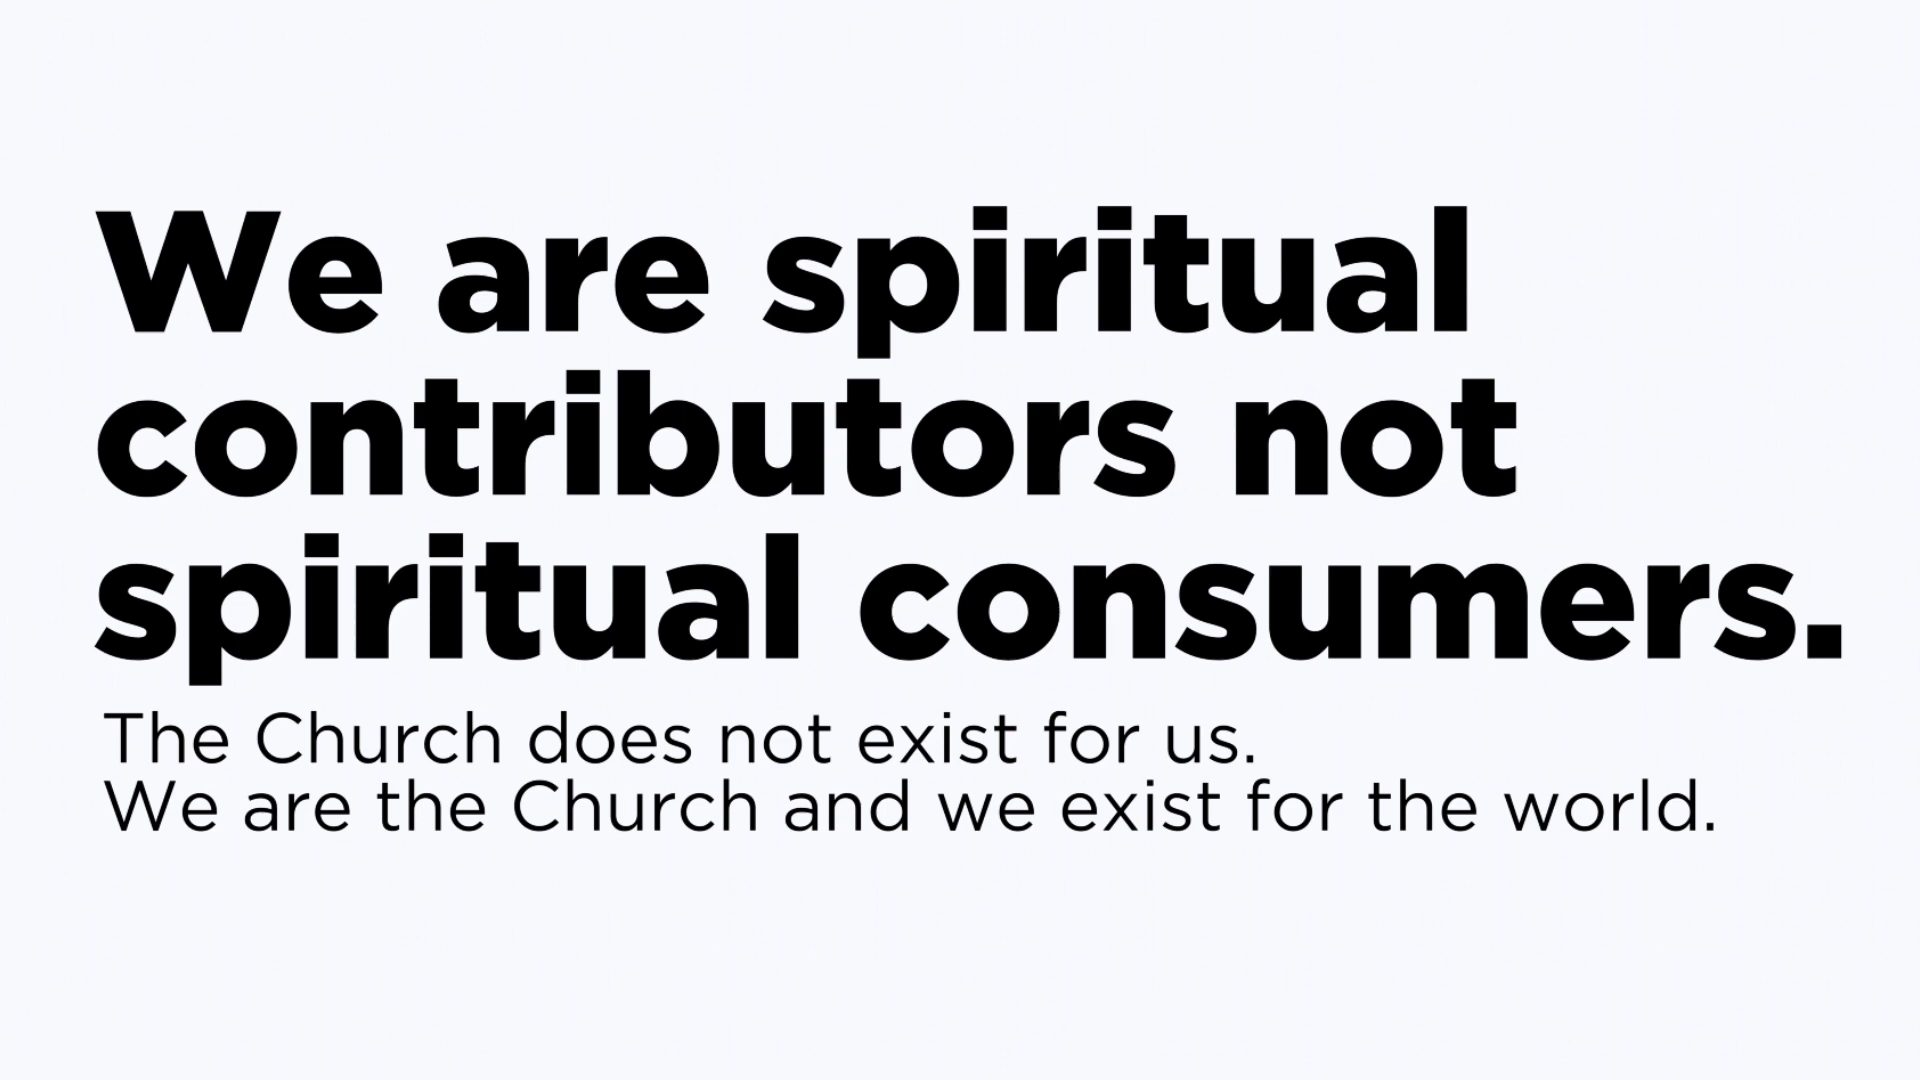 We are spiritual
contributors not
spiritual consumers.
The Church does not exist for us.
We are the Church and we exist for the world.